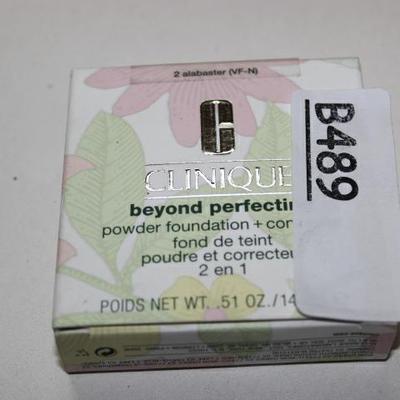 2 alabaster (VF-N)
CLINIQUE
beyond perfectin
powder foundation + con
fond de teint
poudre et correcteu
2 en 1
POIDS NET WT. .51 OZ./14
B489